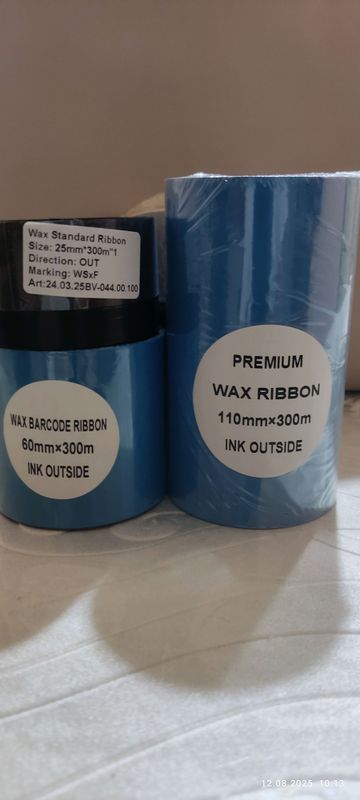 Wax Standard Ribbon
Size: 25mm*300m"1
Direction: OUT
Marking: WSxF
Art:24.03.25BV-044.00.100
WAX BARCODE RIBBON
60mm×300m
INK OUTSIDE
PREMIUM
WAX RIBBON
110mm×300m
INK OUTSIDE
12.08.2025 10:13